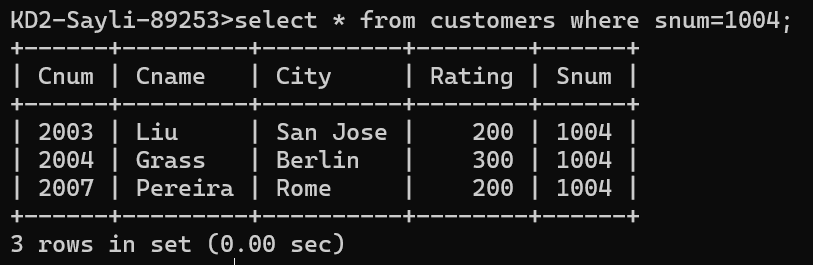 KD2-Sayli-89253>select * from customers where snum=1004;
+------+---------+----------+--------+------+
| Cnum | Cname   | City     | Rating | Snum |
+------+---------+----------+--------+------+
| 2003 | Liu     | San Jose |    200 | 1004 |
| 2004 | Grass   | Berlin   |    300 | 1004 |
| 2007 | Pereira | Rome     |    200 | 1004 |
+------+---------+----------+--------+------+
3 rows in set (0.00 sec)